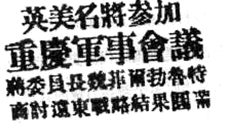 英美名將參加
重慶軍事會議
蔣委員長魏菲爾勃魯特
商討遠東戰略結果圓滿